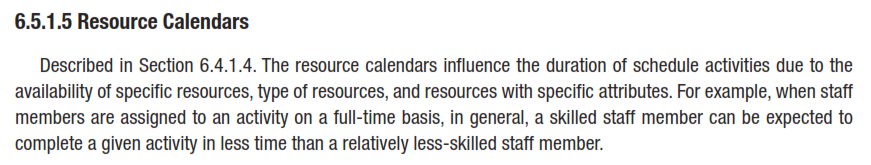 6.5.1.5 Resource Calendars
Described in Section 6.4.1.4. The resource calendars influence the duration of schedule activities due to the
availability of specific resources, type of resources, and resources with specific attributes. For example, when staff
members are assigned to an activity on a full-time basis, in general, a skilled staff member can be expected to
complete a given activity in less time than a relatively less-skilled staff member.